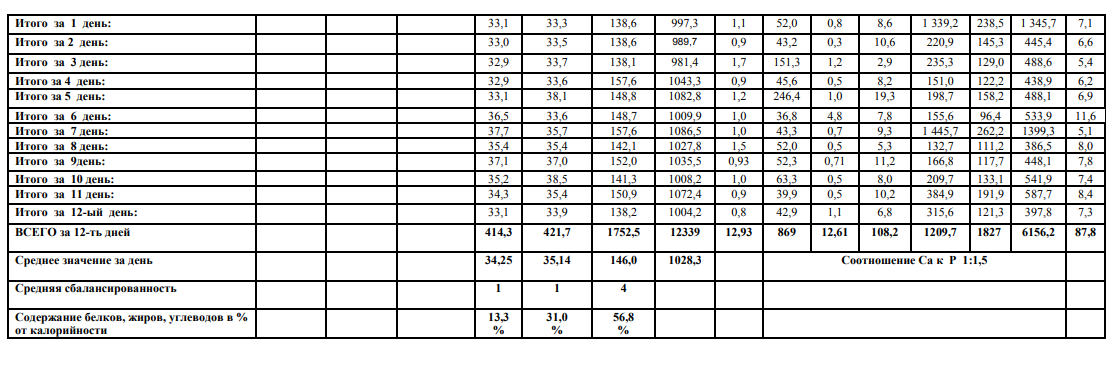 Итого за 1 день: 33,1 33,3 138,6 997,3 1,1 52,0 0,8 8,6 1 339,2 238,5 1 345,7 7,1
Итого за 2 день: 33,0 33,5 138,6 989,7 0,9 43,2 0,3 10,6 220,9 145,3 445,4 6,6
Итого за 3 день: 32,9 33,7 138,1 981,4 1,7 151,3 1,2 2,9 235,3 129,0 488,6 5,4
Итого за 4 день: 32,9 33,6 157,6 1043,3 0,9 45,6 0,5 8,2 151,0 122,2 438,9 6,2
Итого за 5 день: 33,1 38,1 148,8 1082,8 1,2 246,4 1,0 19,3 198,7 158,2 488,1 6,9
Итого за 6 день: 36,5 33,6 148,7 1009,9 1,0 36,8 4,8 7,8 155,6 96,4 533,9 11,6
Итого за 7 день: 37,7 35,7 157,6 1086,5 1,0 43,3 0,7 9,3 1 445,7 262,2 1399,3 5,1
Итого за 8 день: 35,4 35,4 142,1 1027,8 1,5 52,0 0,5 5,3 132,7 111,2 386,5 8,0
Итого за 9день: 37,1 37,0 152,0 1035,5 0,93 52,3 0,71 11,2 166,8 117,7 448,1 7,8
Итого за 10 день: 35,2 38,5 141,3 1008,2 1,0 63,3 0,5 8,0 209,7 133,1 541,9 7,4
Итого за 11 день: 34,3 35,4 150,9 1072,4 0,9 39,9 0,5 10,2 384,9 191,9 587,7 8,4
Итого за 12-ый день: 33,1 33,9 138,2 1004,2 0,8 42,9 1,1 6,8 315,6 121,3 397,8 7,3
ВСЕГО за 12-ть дней 414,3 421,7 1752,5 12339 12,93 869 12,61 108,2 1209,7 1827 6156,2 87,8
Среднее значение за день 34,25 35,14 146,0 1028,3 Соотношение Са к Р 1:1,5
Средняя сбалансированность 1 1 4
Содержание белков, жиров, углеводов в % 13,3 31,0 56,8
от калорийности % % %